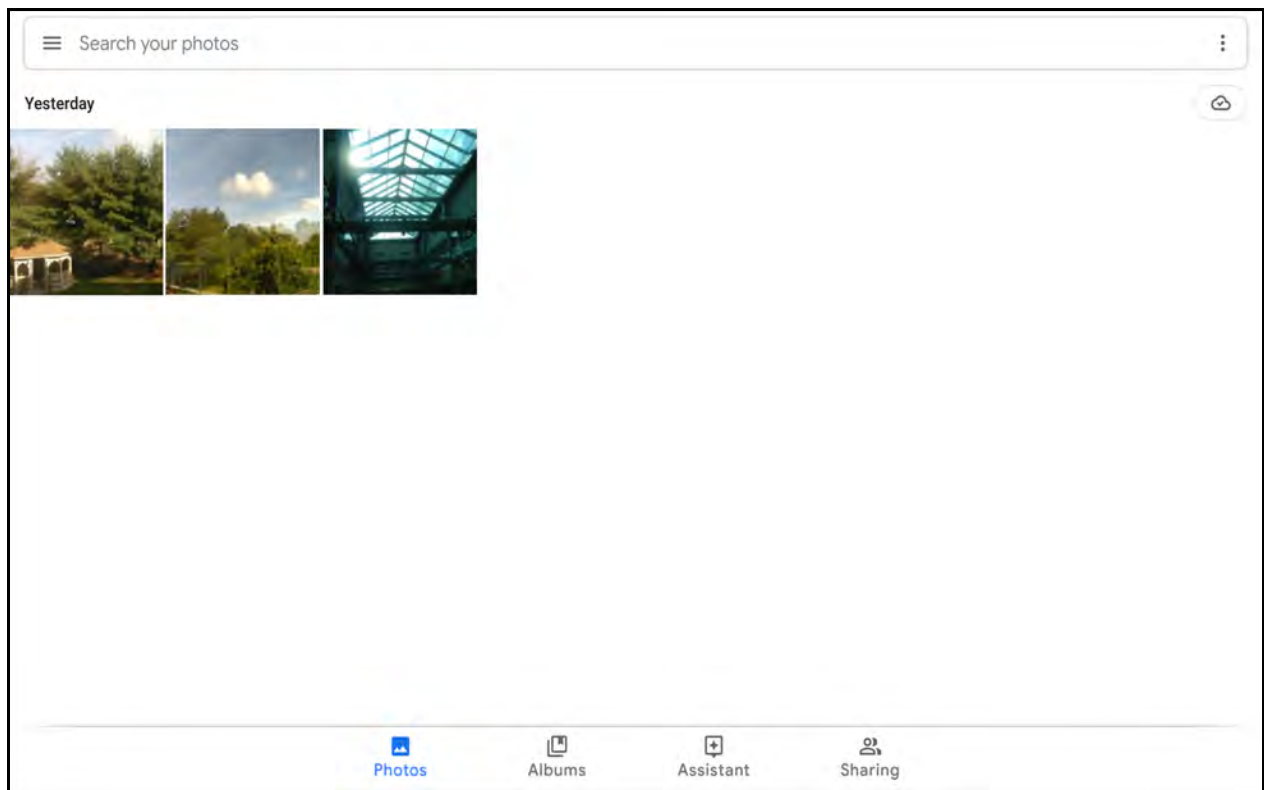 Search your photos
Yesterday
Photos
Albums
Assistant
Sharing